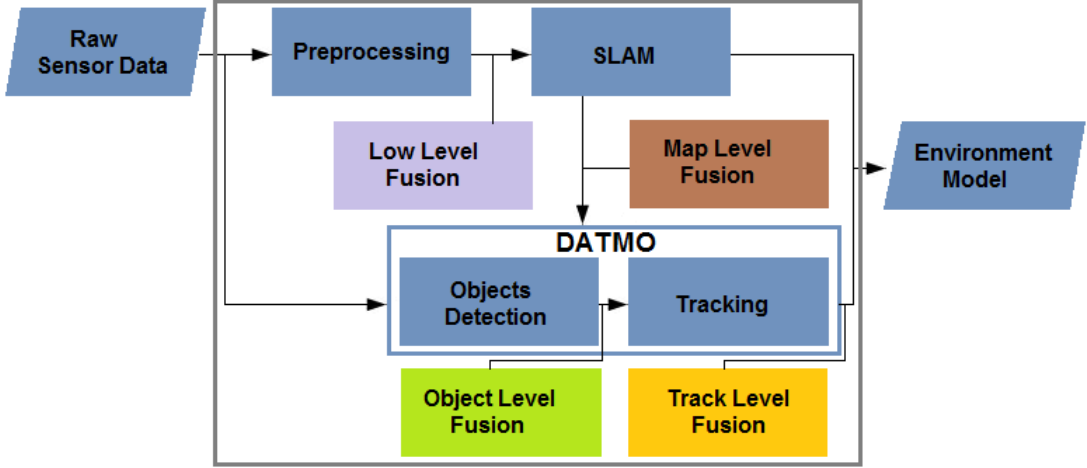 Raw
Sensor Data
Preprocessing
SLAM
Low Level
Fusion
Map Level
Fusion
Environment
Model
DATMO
Objects
Detection
Tracking
Object Level
Fusion
Track Level
Fusion